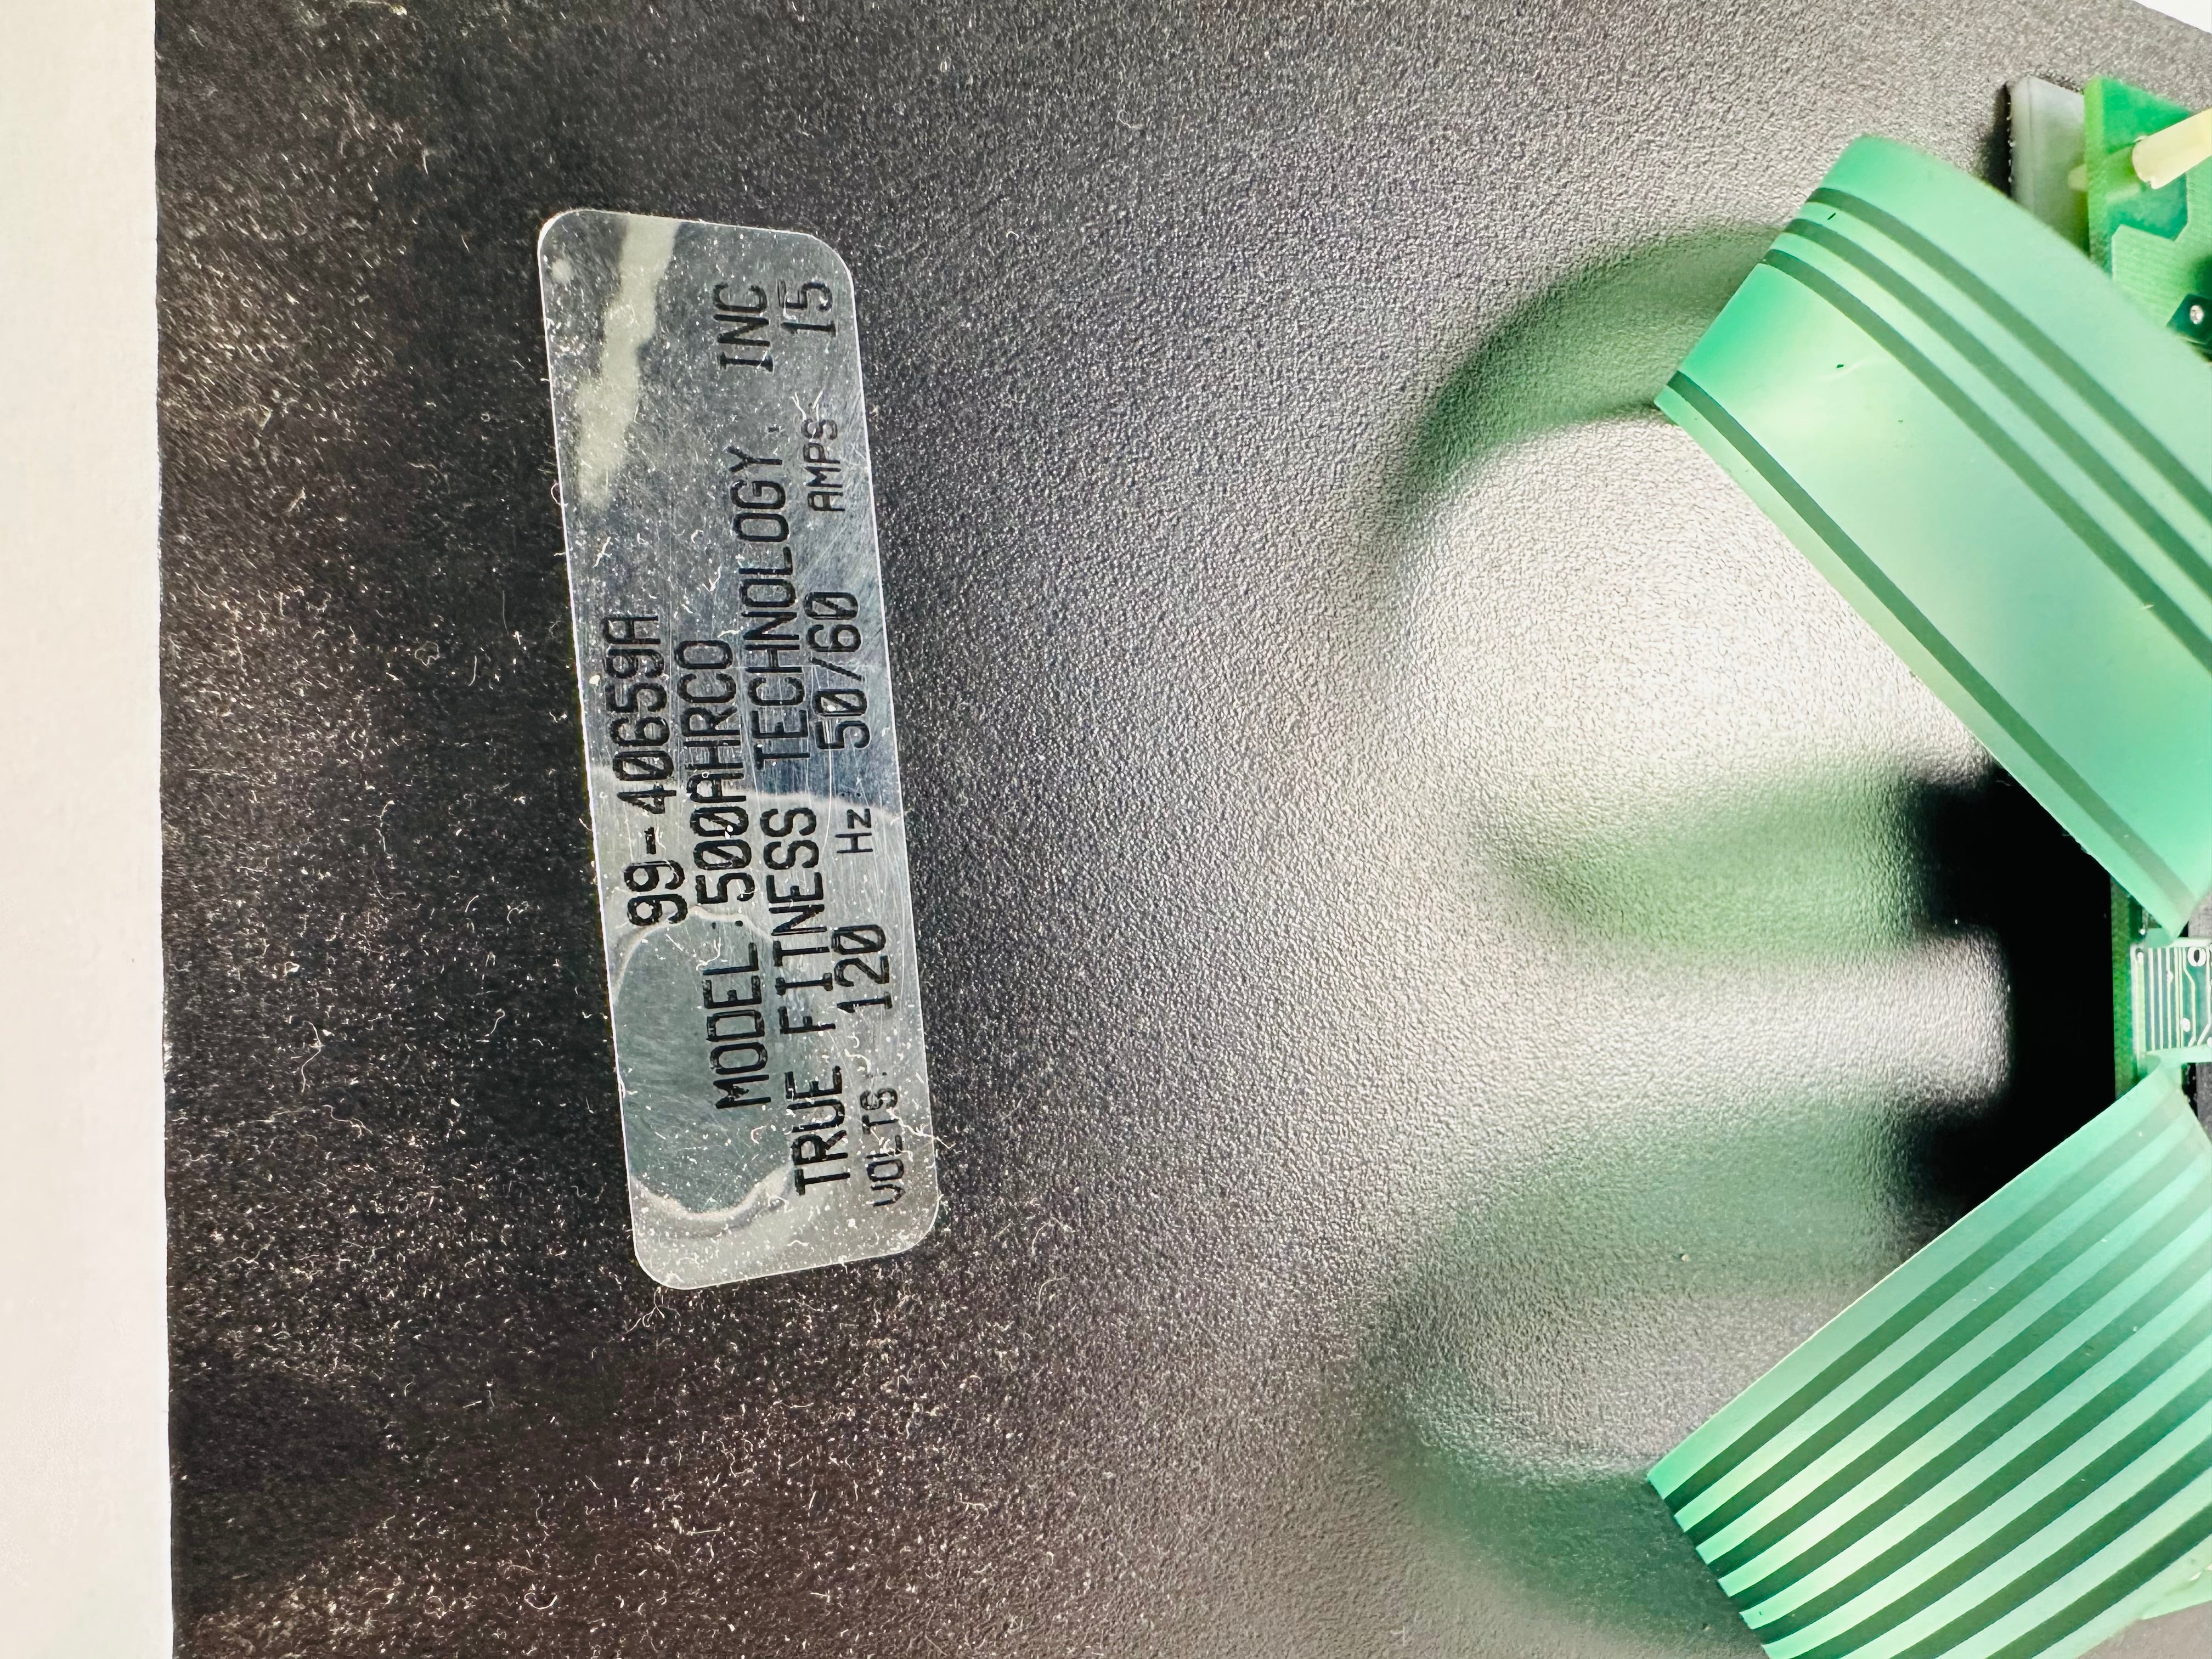 99-40659A
MODEL 500AHRCO
TRUE FITNESS TECHNOLOGY, INC
VOLTS: 120 Hz 50/60 AMPS 15